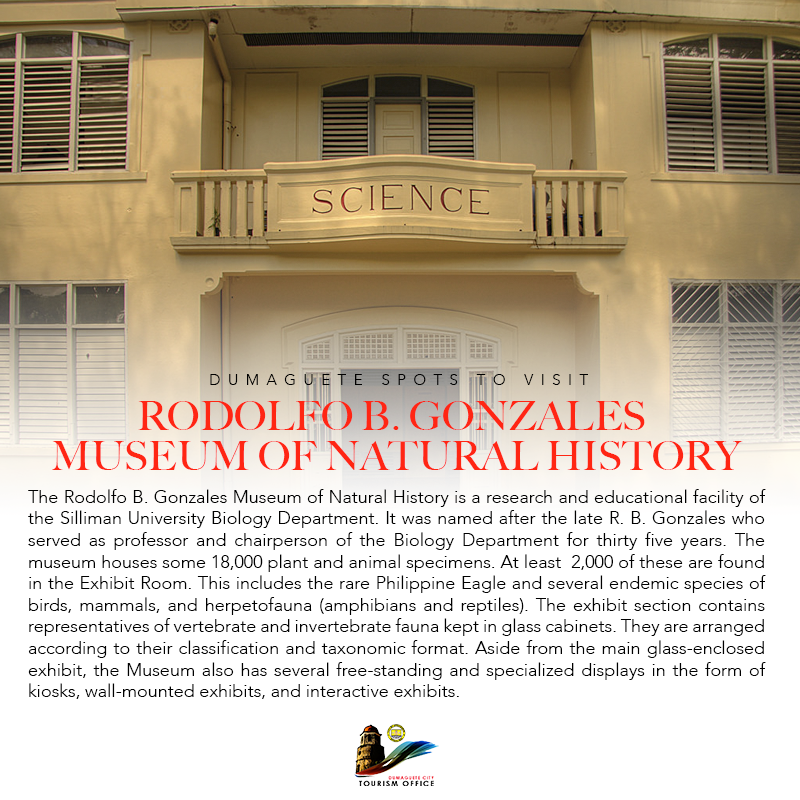 SCIENCE
DUMAGUETE SPOTS TO VISIT
RODOLFO B. GONZALES
MUSEUM OF NATURAL HISTORY
The Rodolfo B. Gonzales Museum of Natural History is a research and educational facility of
the Silliman University Biology Department. It was named after the late R. B. Gonzales who
served as professor and chairperson of the Biology Department for thirty five years. The
museum houses some 18,000 plant and animal specimens. At least 2,000 of these are found
in the Exhibit Room. This includes the rare Philippine Eagle and several endemic species of
birds, mammals, and herpetofauna (amphibians and reptiles). The exhibit section contains
representatives of vertebrate and invertebrate fauna kept in glass cabinets. They are arranged
according to their classification and taxonomic format. Aside from the main glass-enclosed
exhibit, the Museum also has several free-standing and specialized displays in the form of
kiosks, wall-mounted exhibits, and interactive exhibits.
DUMAGUETE CITY
TOURISM OFFICE